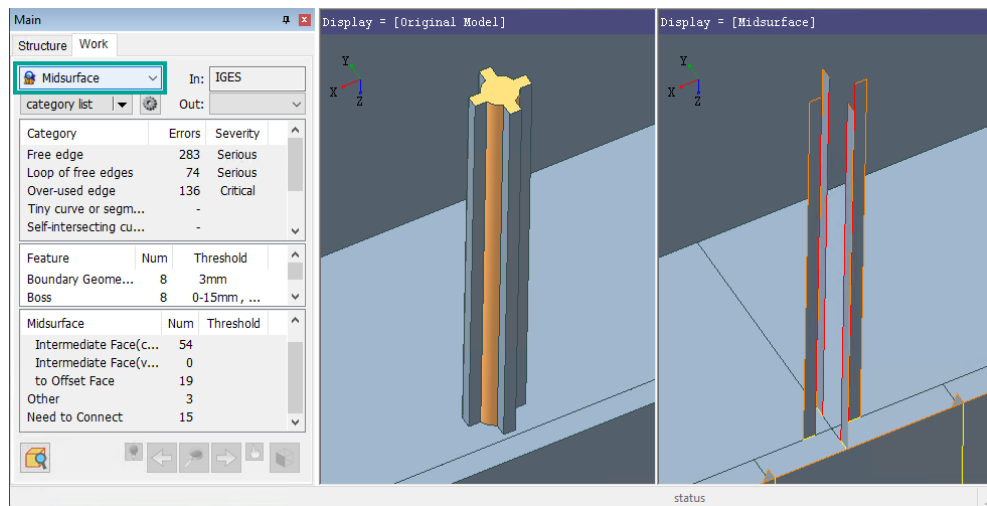 Main
Structure Work
Midsurface In: IGES
category list Out:
Category Errors Severity
Free edge 283 Serious
Loop of free edges 74 Serious
Over-used edge 136 Critical
Tiny curve or segm... -
Self-intersecting cu... -
Feature Num Threshold
Boundary Geome... 8 3mm
Boss 8 0-15mm , ...
Midsurface Num Threshold
Intermediate Face(c... 54
Intermediate Face(v... 0
to Offset Face 19
Other 3
Need to Connect 15
Display = [Original Model]
Y
X
Z
Display = [Midsurface]
Y
X
Z
status